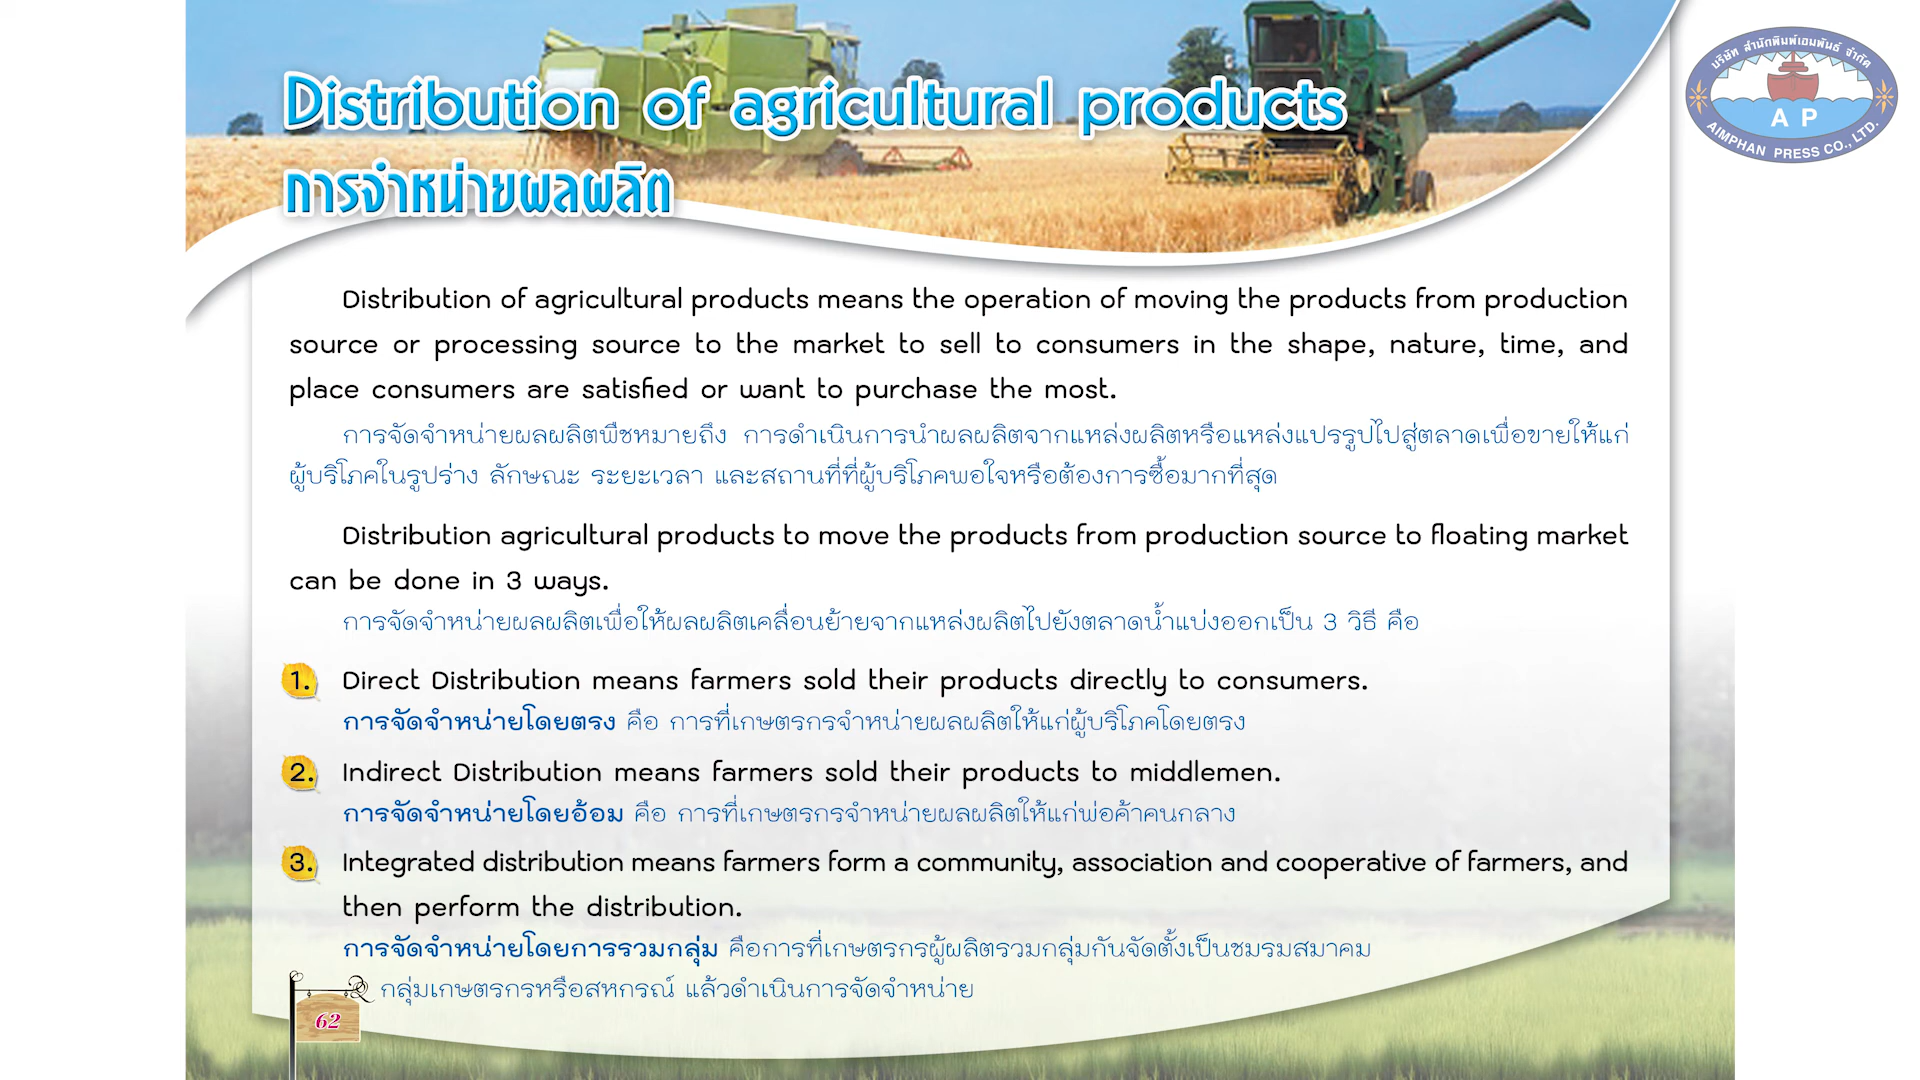 Distribution of agricultural products
การจำหน่ายผลผลิต
บริษัท สำนักพิมพ์เอมพันธ์ จำกัด
A P
AIMPHAN PRESS CO., LTD.
Distribution of agricultural products means the operation of moving the products from production
source or processing source to the market to sell to consumers in the shape, nature, time, and
place consumers are satisfied or want to purchase the most.
การจัดจำหน่ายผลผลิตพืชหมายถึง การดำเนินการนำผลผลิตจากแหล่งผลิตหรือแหล่งแปรรูปไปสู่ตลาดเพื่อขายให้แก่
ผู้บริโภคในรูปร่าง ลักษณะ ระยะเวลา และสถานที่ที่ผู้บริโภคพอใจหรือต้องการซื้อมากที่สุด
Distribution agricultural products to move the products from production source to floating market
can be done in 3 ways.
การจัดจำหน่ายผลผลิตเพื่อให้ผลผลิตเคลื่อนย้ายจากแหล่งผลิตไปยังตลาดน้ำแบ่งออกเป็น 3 วิธี คือ
1. Direct Distribution means farmers sold their products directly to consumers.
การจัดจำหน่ายโดยตรง คือ การที่เกษตรกรจำหน่ายผลผลิตให้แก่ผู้บริโภคโดยตรง
2. Indirect Distribution means farmers sold their products to middlemen.
การจัดจำหน่ายโดยอ้อม คือ การที่เกษตรกรจำหน่ายผลผลิตให้แก่พ่อค้าคนกลาง
3. Integrated distribution means farmers form a community, association and cooperative of farmers, and
then perform the distribution.
การจัดจำหน่ายโดยการรวมกลุ่ม คือการที่เกษตรกรผู้ผลิตรวมกลุ่มกันจัดตั้งเป็นชมรมสมาคม
กลุ่มเกษตรกรหรือสหกรณ์ แล้วดำเนินการจัดจำหน่าย
62